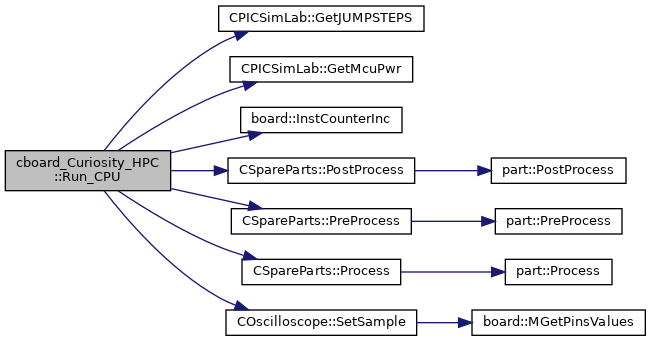 CPICSimLab::GetJUMPSTEPS
CPICSimLab::GetMcuPwr
board::InstCounterInc
cboard_Curiosity_HPC
::Run_CPU
CSpareParts::PostProcess
part::PostProcess
CSpareParts::PreProcess
part::PreProcess
CSpareParts::Process
part::Process
COscilloscope::SetSample
board::MGetPinsValues